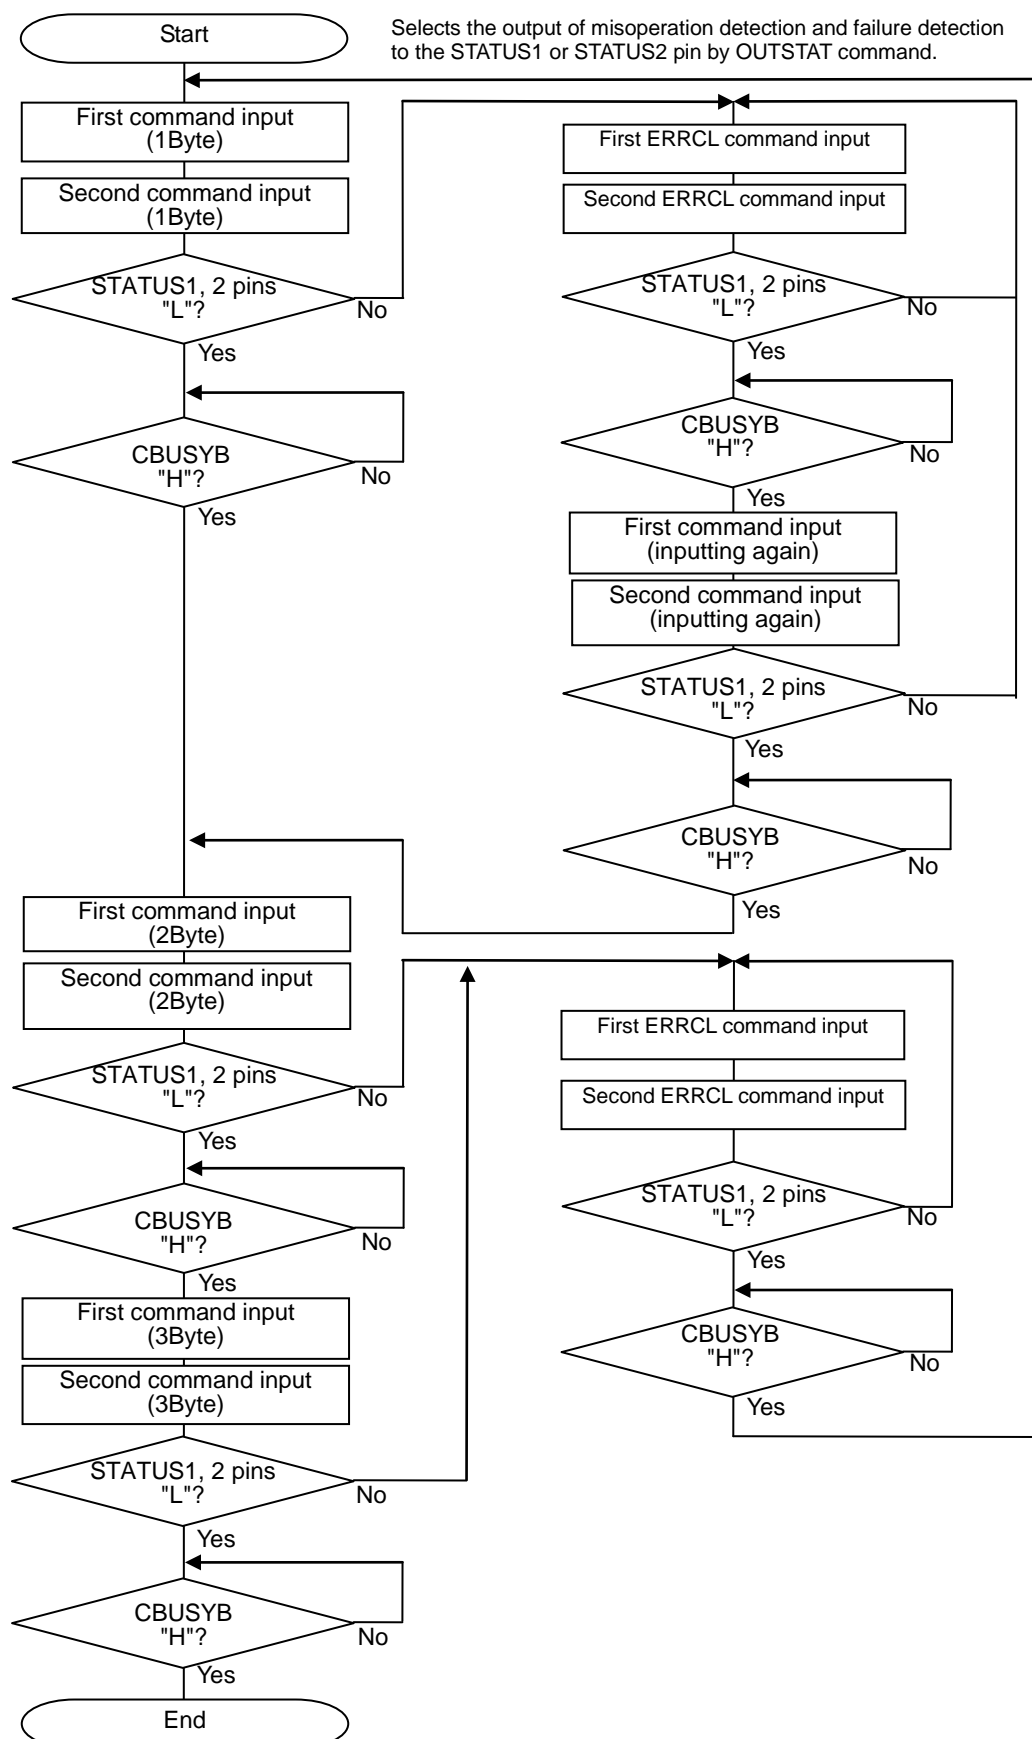 Start
Selects the output of misoperation detection and failure detection
to the STATUS1 or STATUS2 pin by OUTSTAT command.
First command input
(1Byte)
Second command input
(1Byte)
STATUS1, 2 pins
"L"?
No
Yes
CBUSYB
"H"?
No
Yes
First ERRCL command input
Second ERRCL command input
STATUS1, 2 pins
"L"?
No
Yes
CBUSYB
"H"?
No
Yes
First command input
(inputting again)
Second command input
(inputting again)
STATUS1, 2 pins
"L"?
No
Yes
CBUSYB
"H"?
No
Yes
First command input
(2Byte)
Second command input
(2Byte)
STATUS1, 2 pins
"L"?
No
Yes
CBUSYB
"H"?
No
Yes
First command input
(3Byte)
Second command input
(3Byte)
STATUS1, 2 pins
"L"?
No
Yes
CBUSYB
"H"?
No
Yes
End
First ERRCL command input
Second ERRCL command input
STATUS1, 2 pins
"L"?
No
Yes
CBUSYB
"H"?
No
Yes